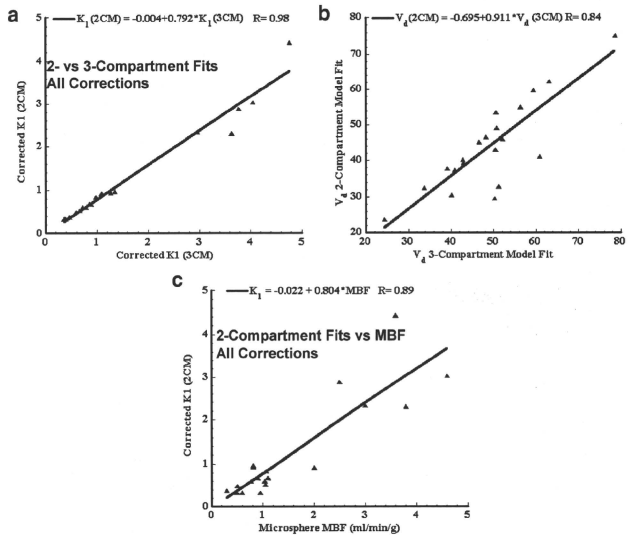 a
K1(2CM) = -0.004+0.792*K1(3CM) R= 0.98
2- vs 3-Compartment Fits
All Corrections
Corrected K1 (2CM)
5
4
3
2
1
0
0 1 2 3 4 5
Corrected K1 (3CM)
b
Vd(2CM) = -0.695+0.911*Vd (3CM) R= 0.84
Vd 2-Compartment Model Fit
80
70
60
50
40
30
20
20 30 40 50 60 70 80
Vd 3-Compartment Model Fit
c
K1 = -0.022 + 0.804*MBF R= 0.89
2-Compartment Fits vs MBF
All Corrections
Corrected K1 (2CM)
5
4
3
2
1
0
0 1 2 3 4 5
Microsphere MBF (ml/min/g)